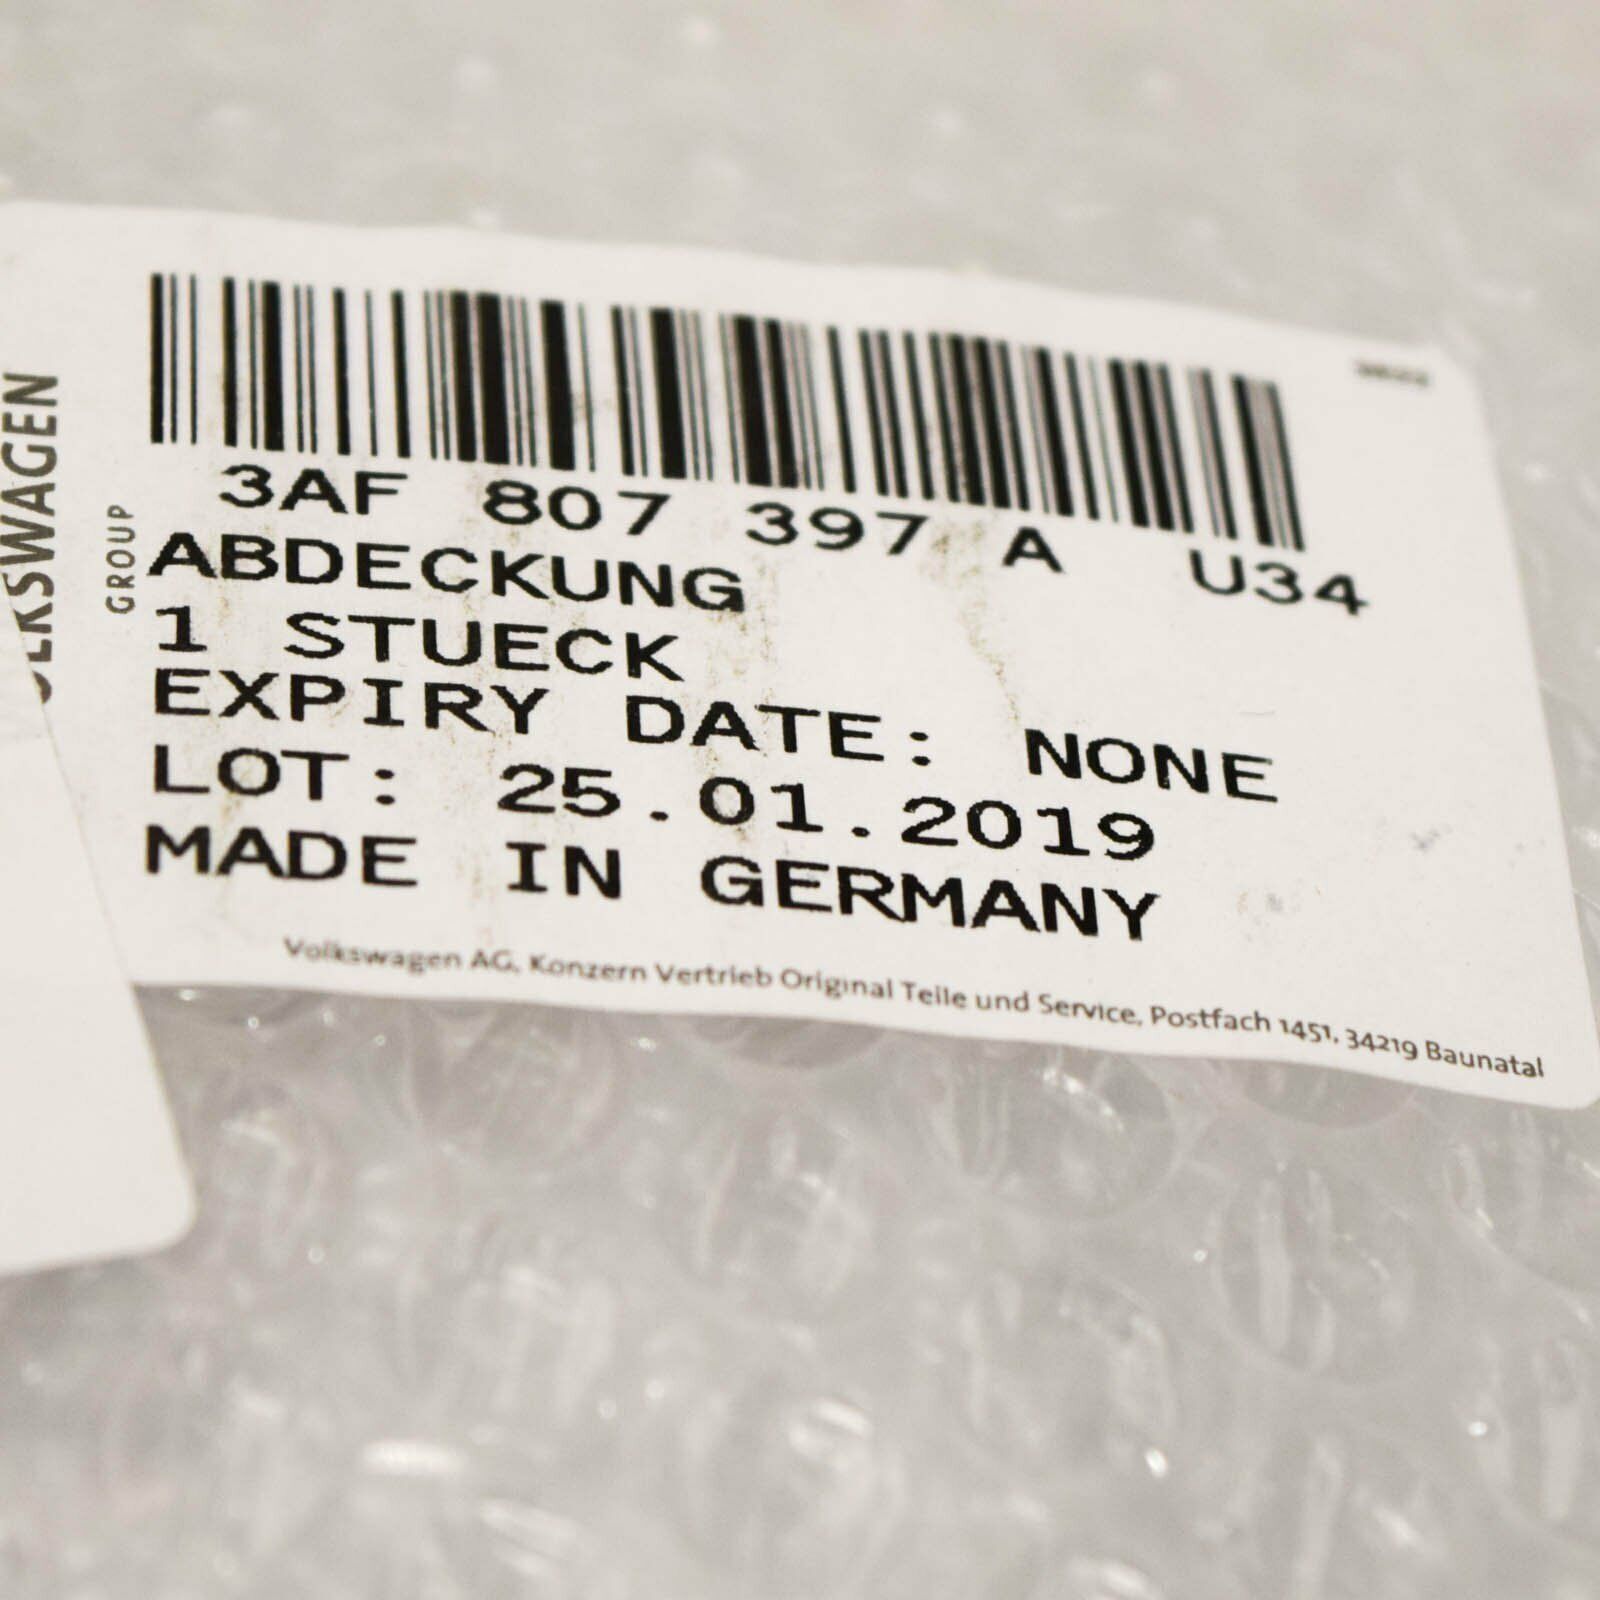 3AF 807 397 A U34
ABDECKUNG
1 STUECK
EXPIRY DATE: NONE
LOT: 25.01.2019
MADE IN GERMANY
Volkswagen AG, Konzern Vertrieb Original Teile und Service, Postfach 1451, 34219 Baunatal
GROUP